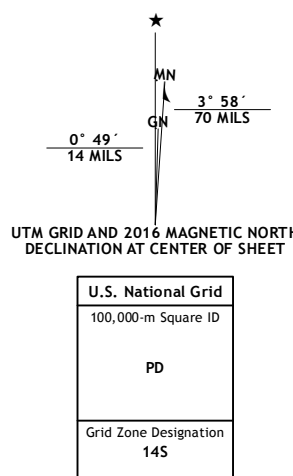 ★
MN
3° 58´
70 MILS
GN
0° 49´
14 MILS
UTM GRID AND 2016 MAGNETIC NORTH
DECLINATION AT CENTER OF SHEET
U.S. National Grid
100,000-m Square ID
PD
Grid Zone Designation
14S